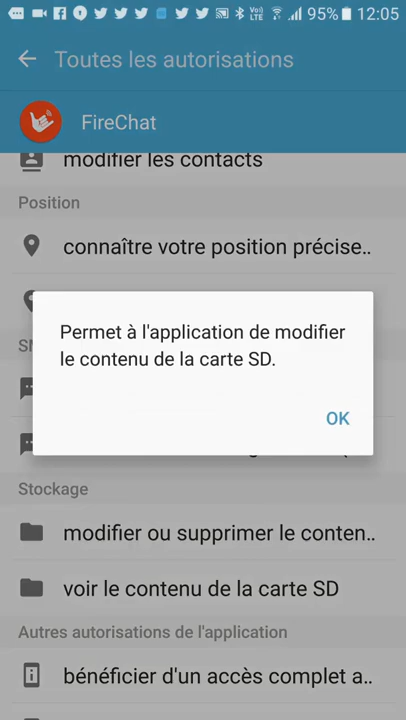 95% 12:05
Toutes les autorisations
FireChat
modifier les contacts
Position
connaître votre position précise..
Permet à l'application de modifier
le contenu de la carte SD.
OK
Stockage
modifier ou supprimer le conten..
voir le contenu de la carte SD
Autres autorisations de l'application
bénéficier d'un accès complet a..